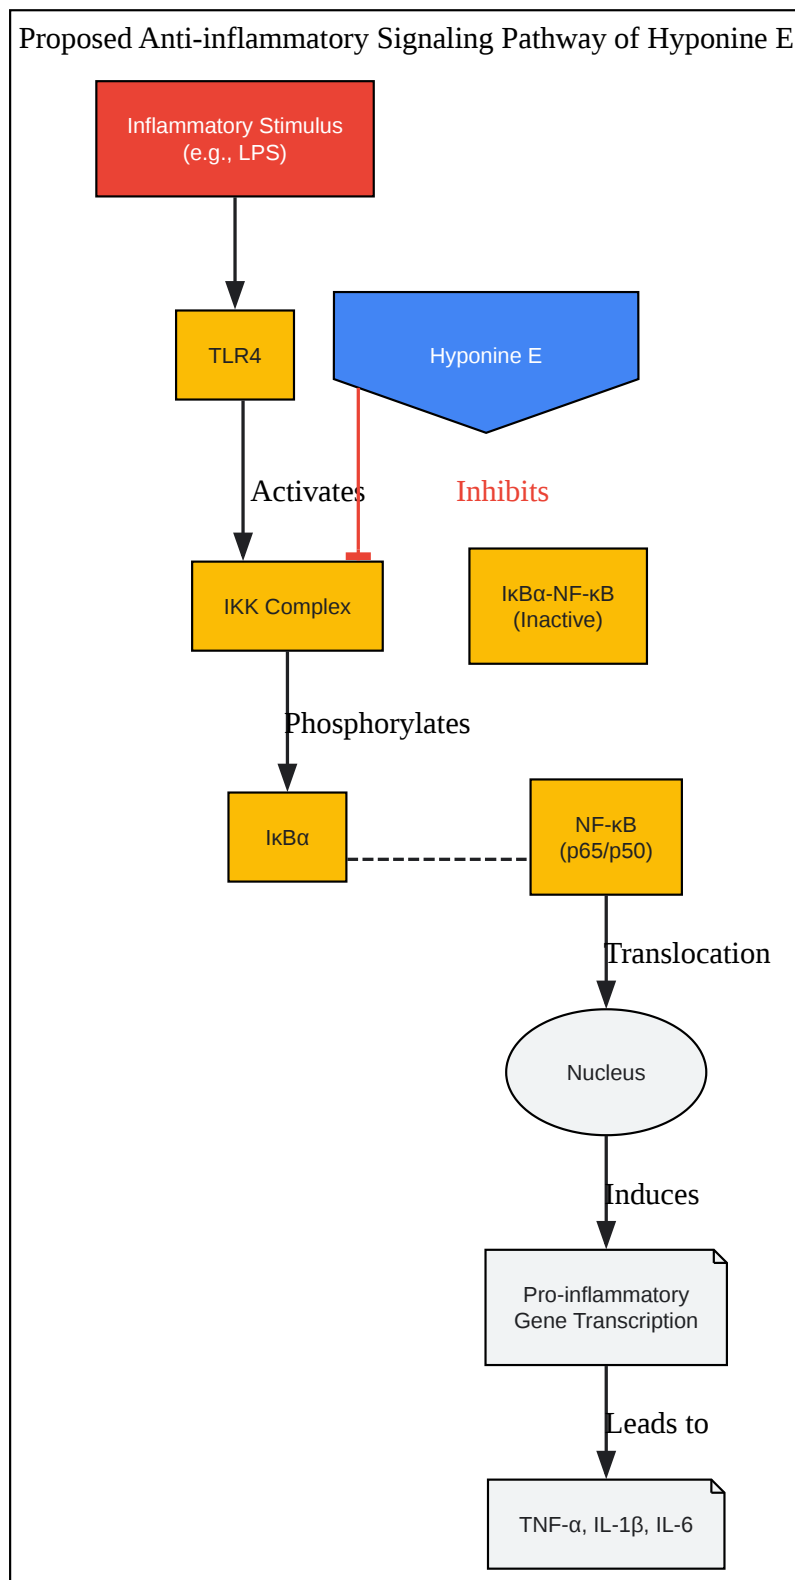 Proposed Anti-inflammatory Signaling Pathway of Hyponine E
Inflammatory Stimulus
(e.g., LPS)
TLR4
Hyponine E
Activates
Inhibits
IKK Complex
IκBα-NF-κB
(Inactive)
Phosphorylates
IκBα
NF-κB
(p65/p50)
Translocation
Nucleus
Induces
Pro-inflammatory
Gene Transcription
Leads to
TNF-α, IL-1β, IL-6